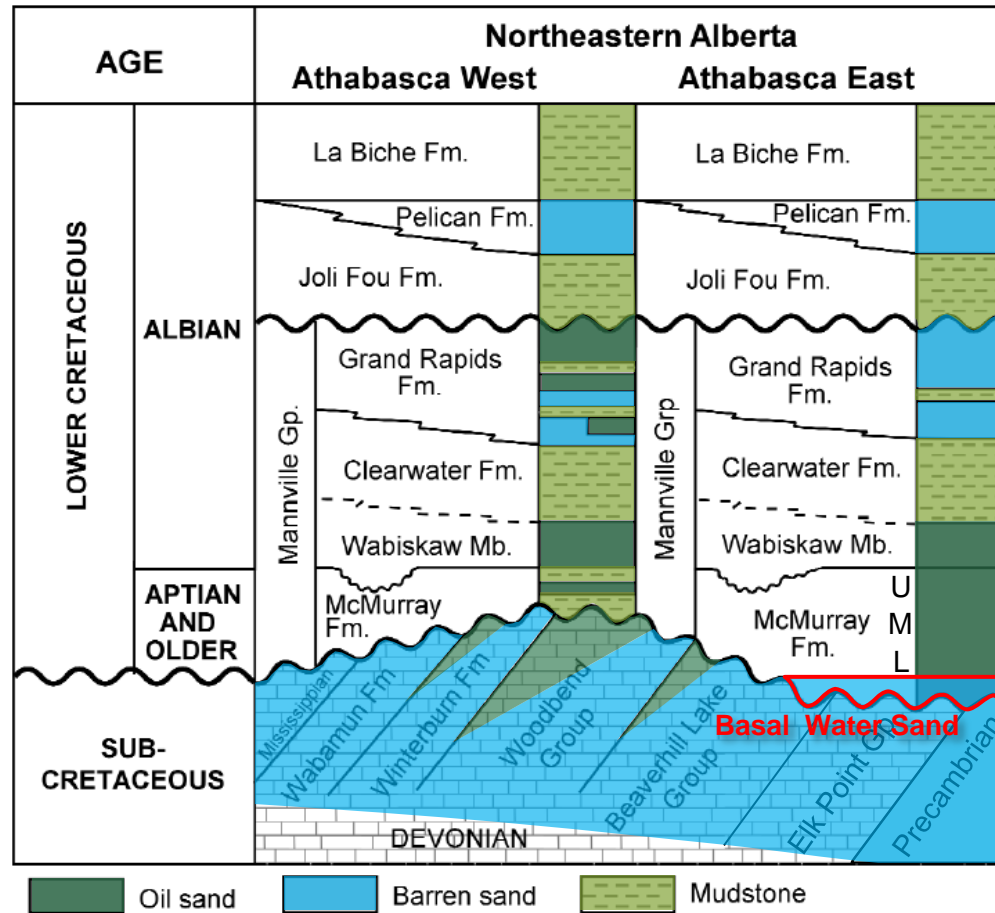 AGE
Northeastern Alberta
Athabasca West
Athabasca East
LOWER CRETACEOUS
ALBIAN
APTIAN
AND
OLDER
SUB-
CRETACEOUS
La Biche Fm.
Pelican Fm.
Joli Fou Fm.
Mannville Gp.
Grand Rapids
Fm.
Clearwater Fm.
Wabiskaw Mb.
McMurray
Fm.
La Biche Fm.
Pelican Fm.
Joli Fou Fm.
Mannville Grp
Grand Rapids
Fm.
Clearwater Fm.
Wabiskaw Mb.
McMurray
Fm.
U
M
L
Basal Water Sand
Mississippian
Wabamun Fm
Winterburn Fm
Woodbend
Group
Beaverhill Lake
Group
Elk Point Gp
Precambrian
DEVONIAN
Oil sand
Barren sand
Mudstone